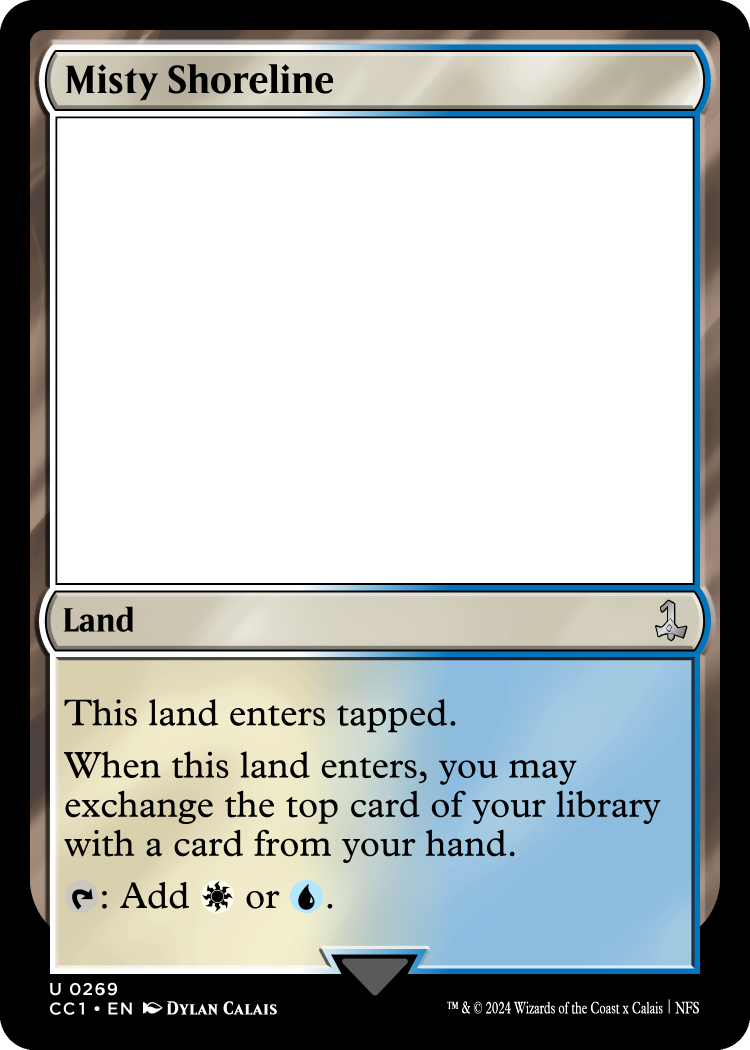 Misty Shoreline
Land
This land enters tapped.
When this land enters, you may
exchange the top card of your library
with a card from your hand.
: Add or .
U 0269
CC1 • EN Dylan Calais
™ & © 2024 Wizards of the Coast x Calais | NFS